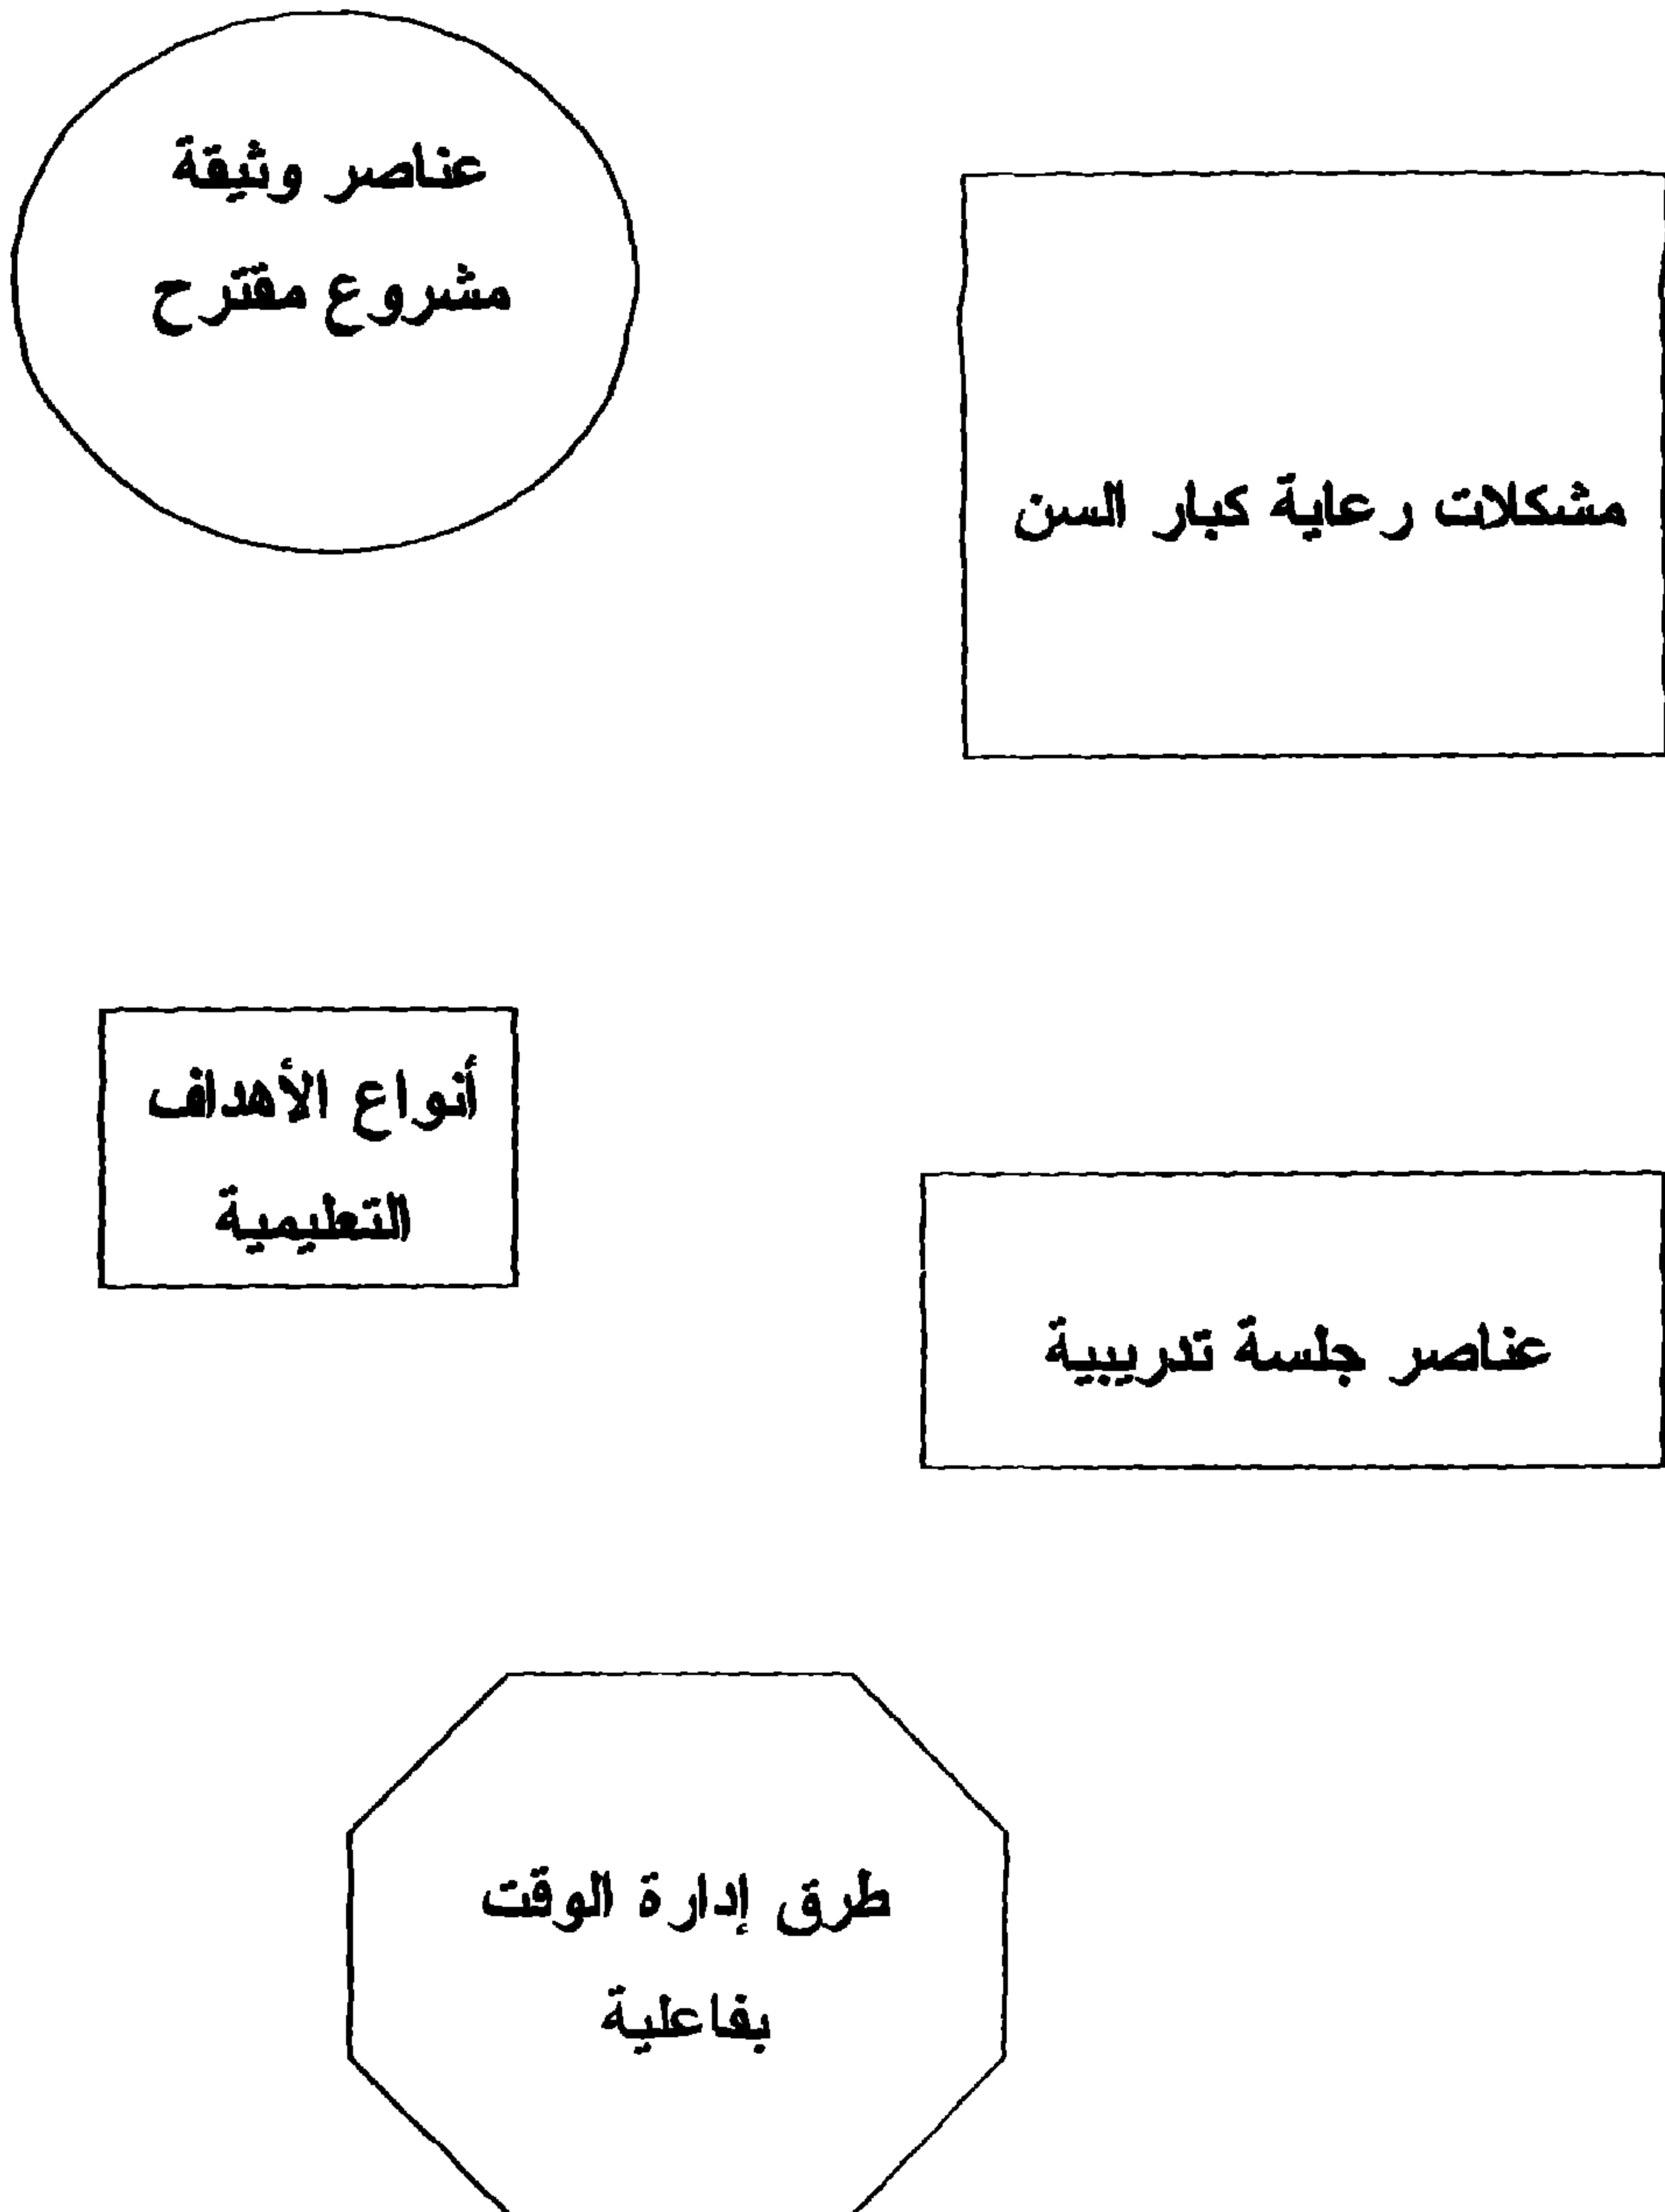 عناصر وثيقة
مشروع مقترح
مشكلات رعاية كبار السن
أنواع الأهداف
التعليمية
عناصر جلسة تدريبية
طرق إدارة الوقت
بفاعلية